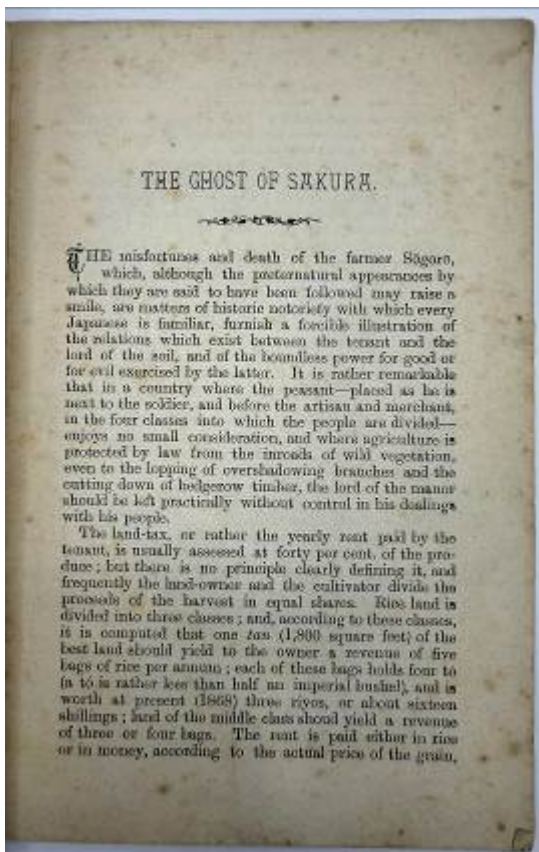 THE GHOST OF SAKURA.
THE misfortunes and death of the farmer Sôgorô,
which, although the preternatural appearances by
which they are said to have been followed may raise a
smile, are matters of historic notoriety with which every
Japanese is familiar, furnish a forcible illustration of
the relations which exist between the tenant and the
lord of the soil, and of the boundless power for good or
for evil exercised by the latter. It is rather remarkable
that in a country where the peasant—placed as he is
next to the soldier, and before the artisan and merchant,
in the four classes into which the people are divided—
enjoys no small consideration, and where agriculture is
protected by law from the inroads of wild vegetation,
even to the lopping of overshadowing branches and the
cutting down of hedgerow timber, the lord of the manor
should be left practically without control in his dealings
with his people.
The land-tax, or rather the yearly rent paid by the
tenant, is usually assessed at forty per cent. of the pro-
duce; but there is no principle clearly defining it, and
frequently the land-owner and the cultivator divide the
proceeds of the harvest in equal shares. Rice land is
divided into three classes; and, according to these classes,
it is computed that one tan (1,800 square feet) of the
best land should yield to the owner a revenue of five
bags of rice per annum; each of these bags holds four to
(a to is rather less than half an imperial bushel), and is
worth at present (1868) three riyos, or about sixteen
shillings; land of the middle class shoud yield a revenue
of three or four bags. The rent is paid either in rice
or in money, according to the actual price of the grain,